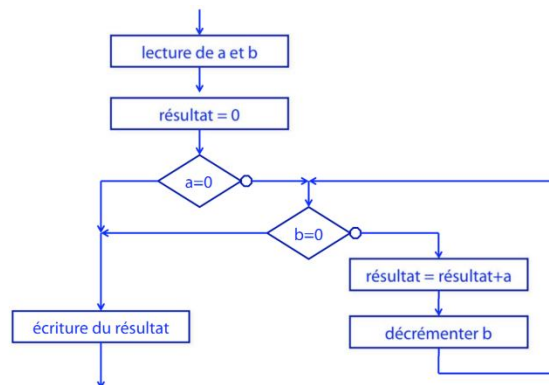 lecture de a et b
résultat = 0
a=0
b=0
résultat = résultat+a
écriture du résultat
décrémenter b